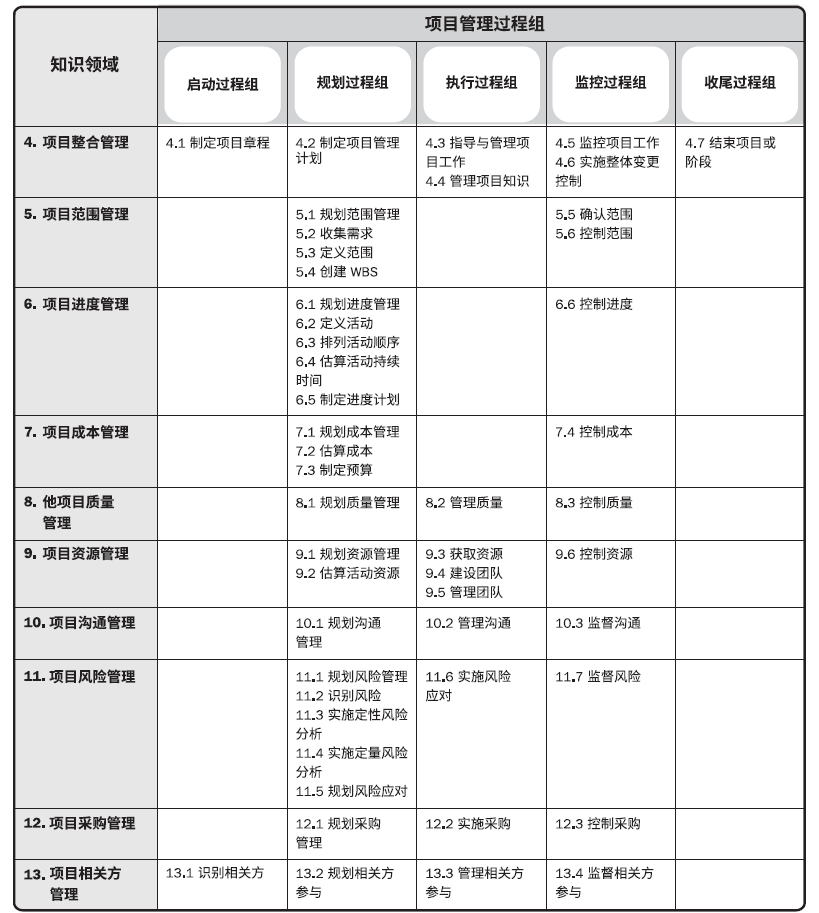 项目管理过程组
知识领域
启动过程组
规划过程组
执行过程组
监控过程组
收尾过程组
4. 项目整合管理
4.1 制定项目章程
4.2 制定项目管理
计划
4.3 指导与管理项
目工作
4.4 管理项目知识
4.5 监控项目工作
4.6 实施整体变更
控制
4.7 结束项目或
阶段
5. 项目范围管理
5.1 规划范围管理
5.2 收集需求
5.3 定义范围
5.4 创建 WBS
5.5 确认范围
5.6 控制范围
6. 项目进度管理
6.1 规划进度管理
6.2 定义活动
6.3 排列活动顺序
6.4 估算活动持续
时间
6.5 制定进度计划
6.6 控制进度
7. 项目成本管理
7.1 规划成本管理
7.2 估算成本
7.3 制定预算
7.4 控制成本
8. 他项目质量
管理
8.1 规划质量管理
8.2 管理质量
8.3 控制质量
9. 项目资源管理
9.1 规划资源管理
9.2 估算活动资源
9.3 获取资源
9.4 建设团队
9.5 管理团队
9.6 控制资源
10. 项目沟通管理
10.1 规划沟通
管理
10.2 管理沟通
10.3 监督沟通
11. 项目风险管理
11.1 规划风险管理
11.2 识别风险
11.3 实施定性风险
分析
11.4 实施定量风险
分析
11.5 规划风险应对
11.6 实施风险
应对
11.7 监督风险
12. 项目采购管理
12.1 规划采购
管理
12.2 实施采购
12.3 控制采购
13. 项目相关方
管理
13.1 识别相关方
13.2 规划相关方
参与
13.3 管理相关方
参与
13.4 监督相关方
参与